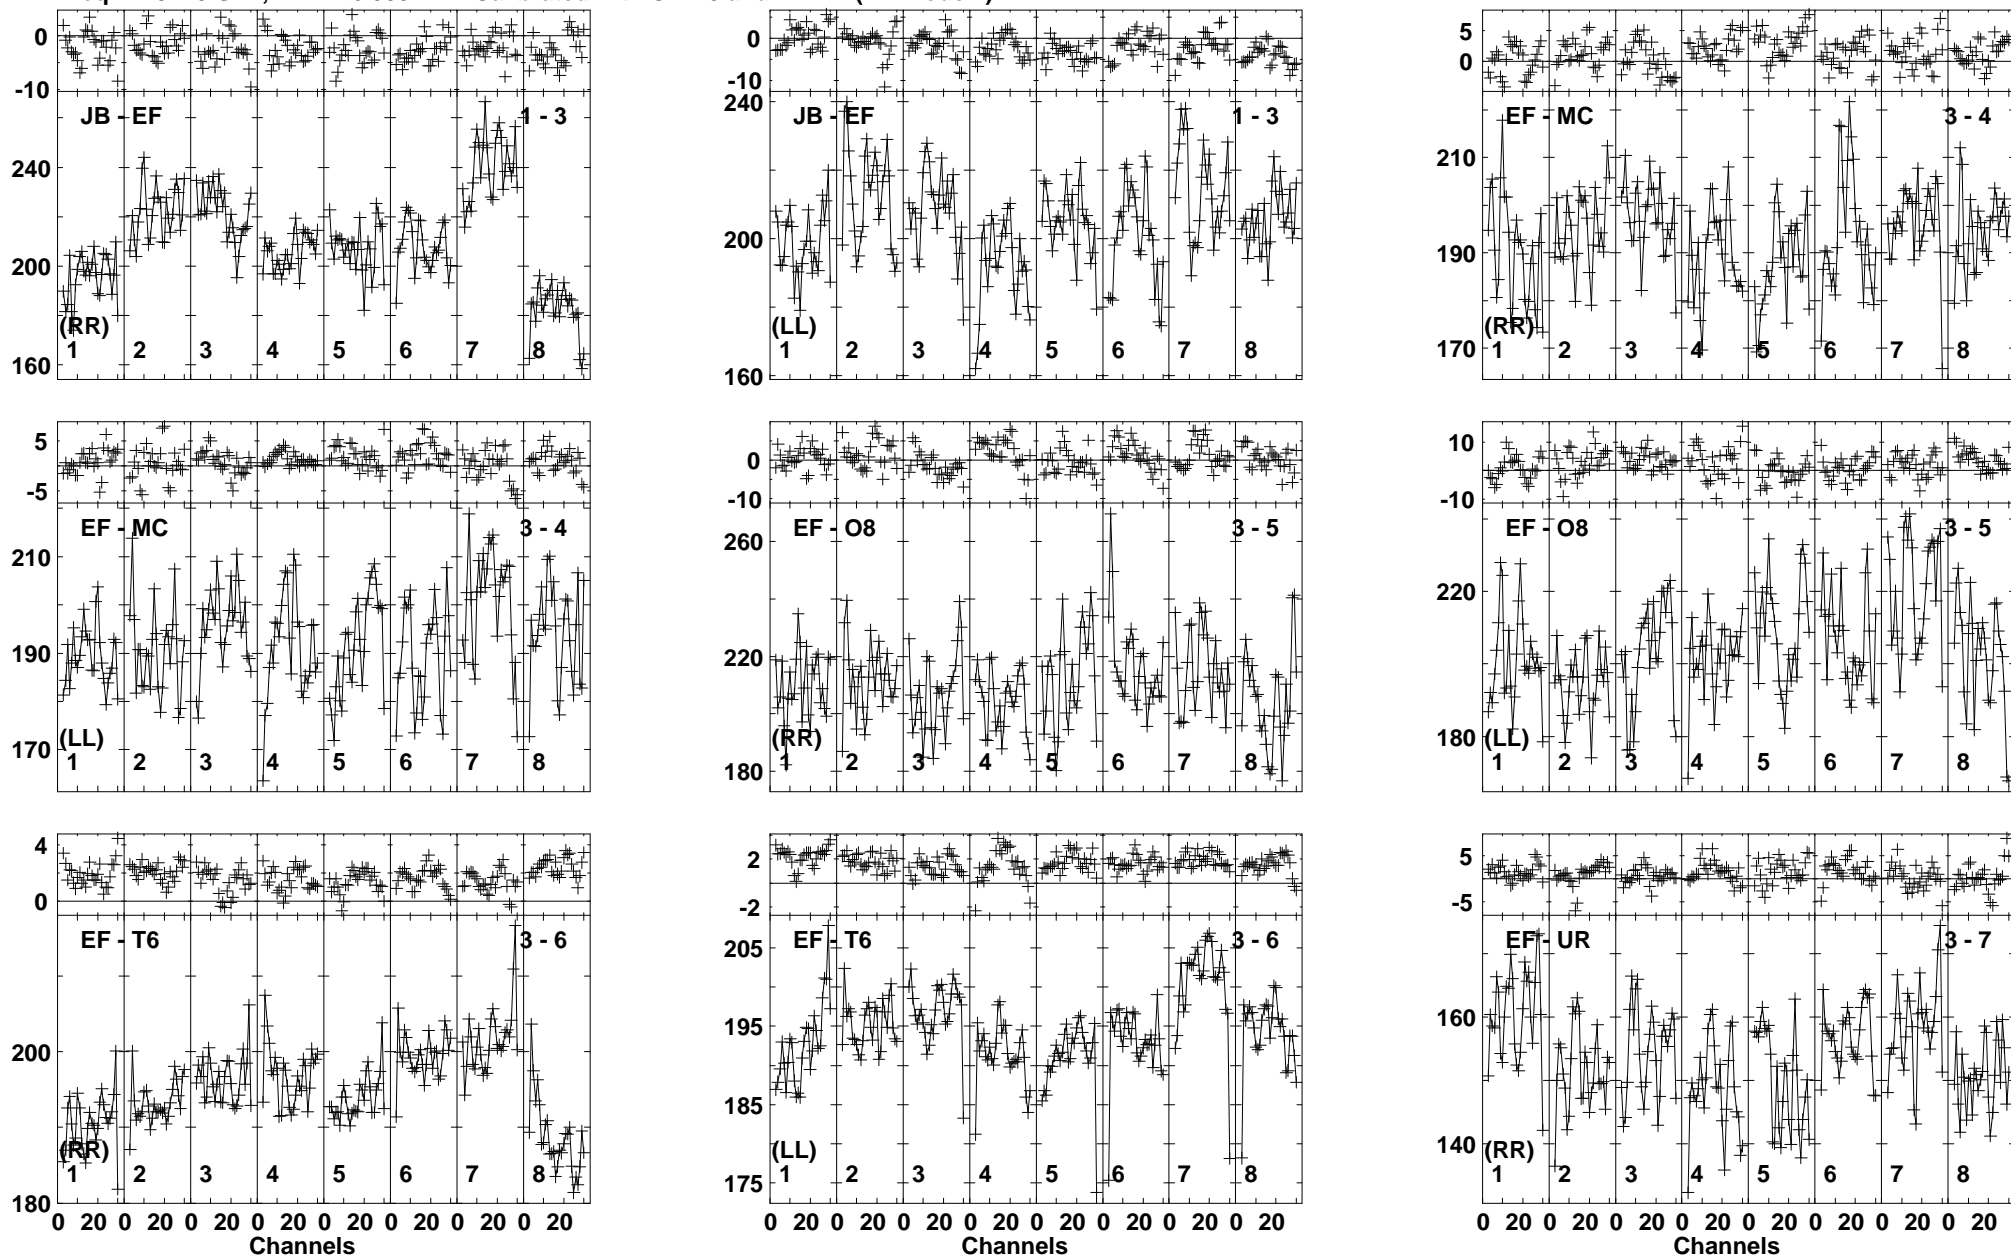 0
-10
JB - EF
1 - 3
240
200
160
(RR)
1 2 3 4 5 6 7 8
0
-10
JB - EF
1 - 3
240
200
160
(LL)
1 2 3 4 5 6 7 8
5
0
EF - MC
3 - 4
210
190
170
(RR)
1 2 3 4 5 6 7 8
5
-5
EF - MC
3 - 4
210
190
170
(LL)
1 2 3 4 5 6 7 8
0
-10
EF - O8
3 - 5
260
220
180
(RR)
1 2 3 4 5 6 7 8
10
-10
EF - O8
3 - 5
220
180
(LL)
1 2 3 4 5 6 7 8
4
0
EF - T6
3 - 6
200
180
(RR)
1 2 3 4 5 6 7 8
0 20 0 20 0 20 0 20 0 20 0 20 0 20 0 20
Channels
2
-2
EF - T6
3 - 6
205
195
185
175
(LL)
1 2 3 4 5 6 7 8
0 20 0 20 0 20 0 20 0 20 0 20 0 20 0 20
Channels
5
-5
EF - UR
3 - 7
160
140
(RR)
1 2 3 4 5 6 7 8
0 20 0 20 0 20 0 20 0 20 0 20 0 20 0 20
Channels